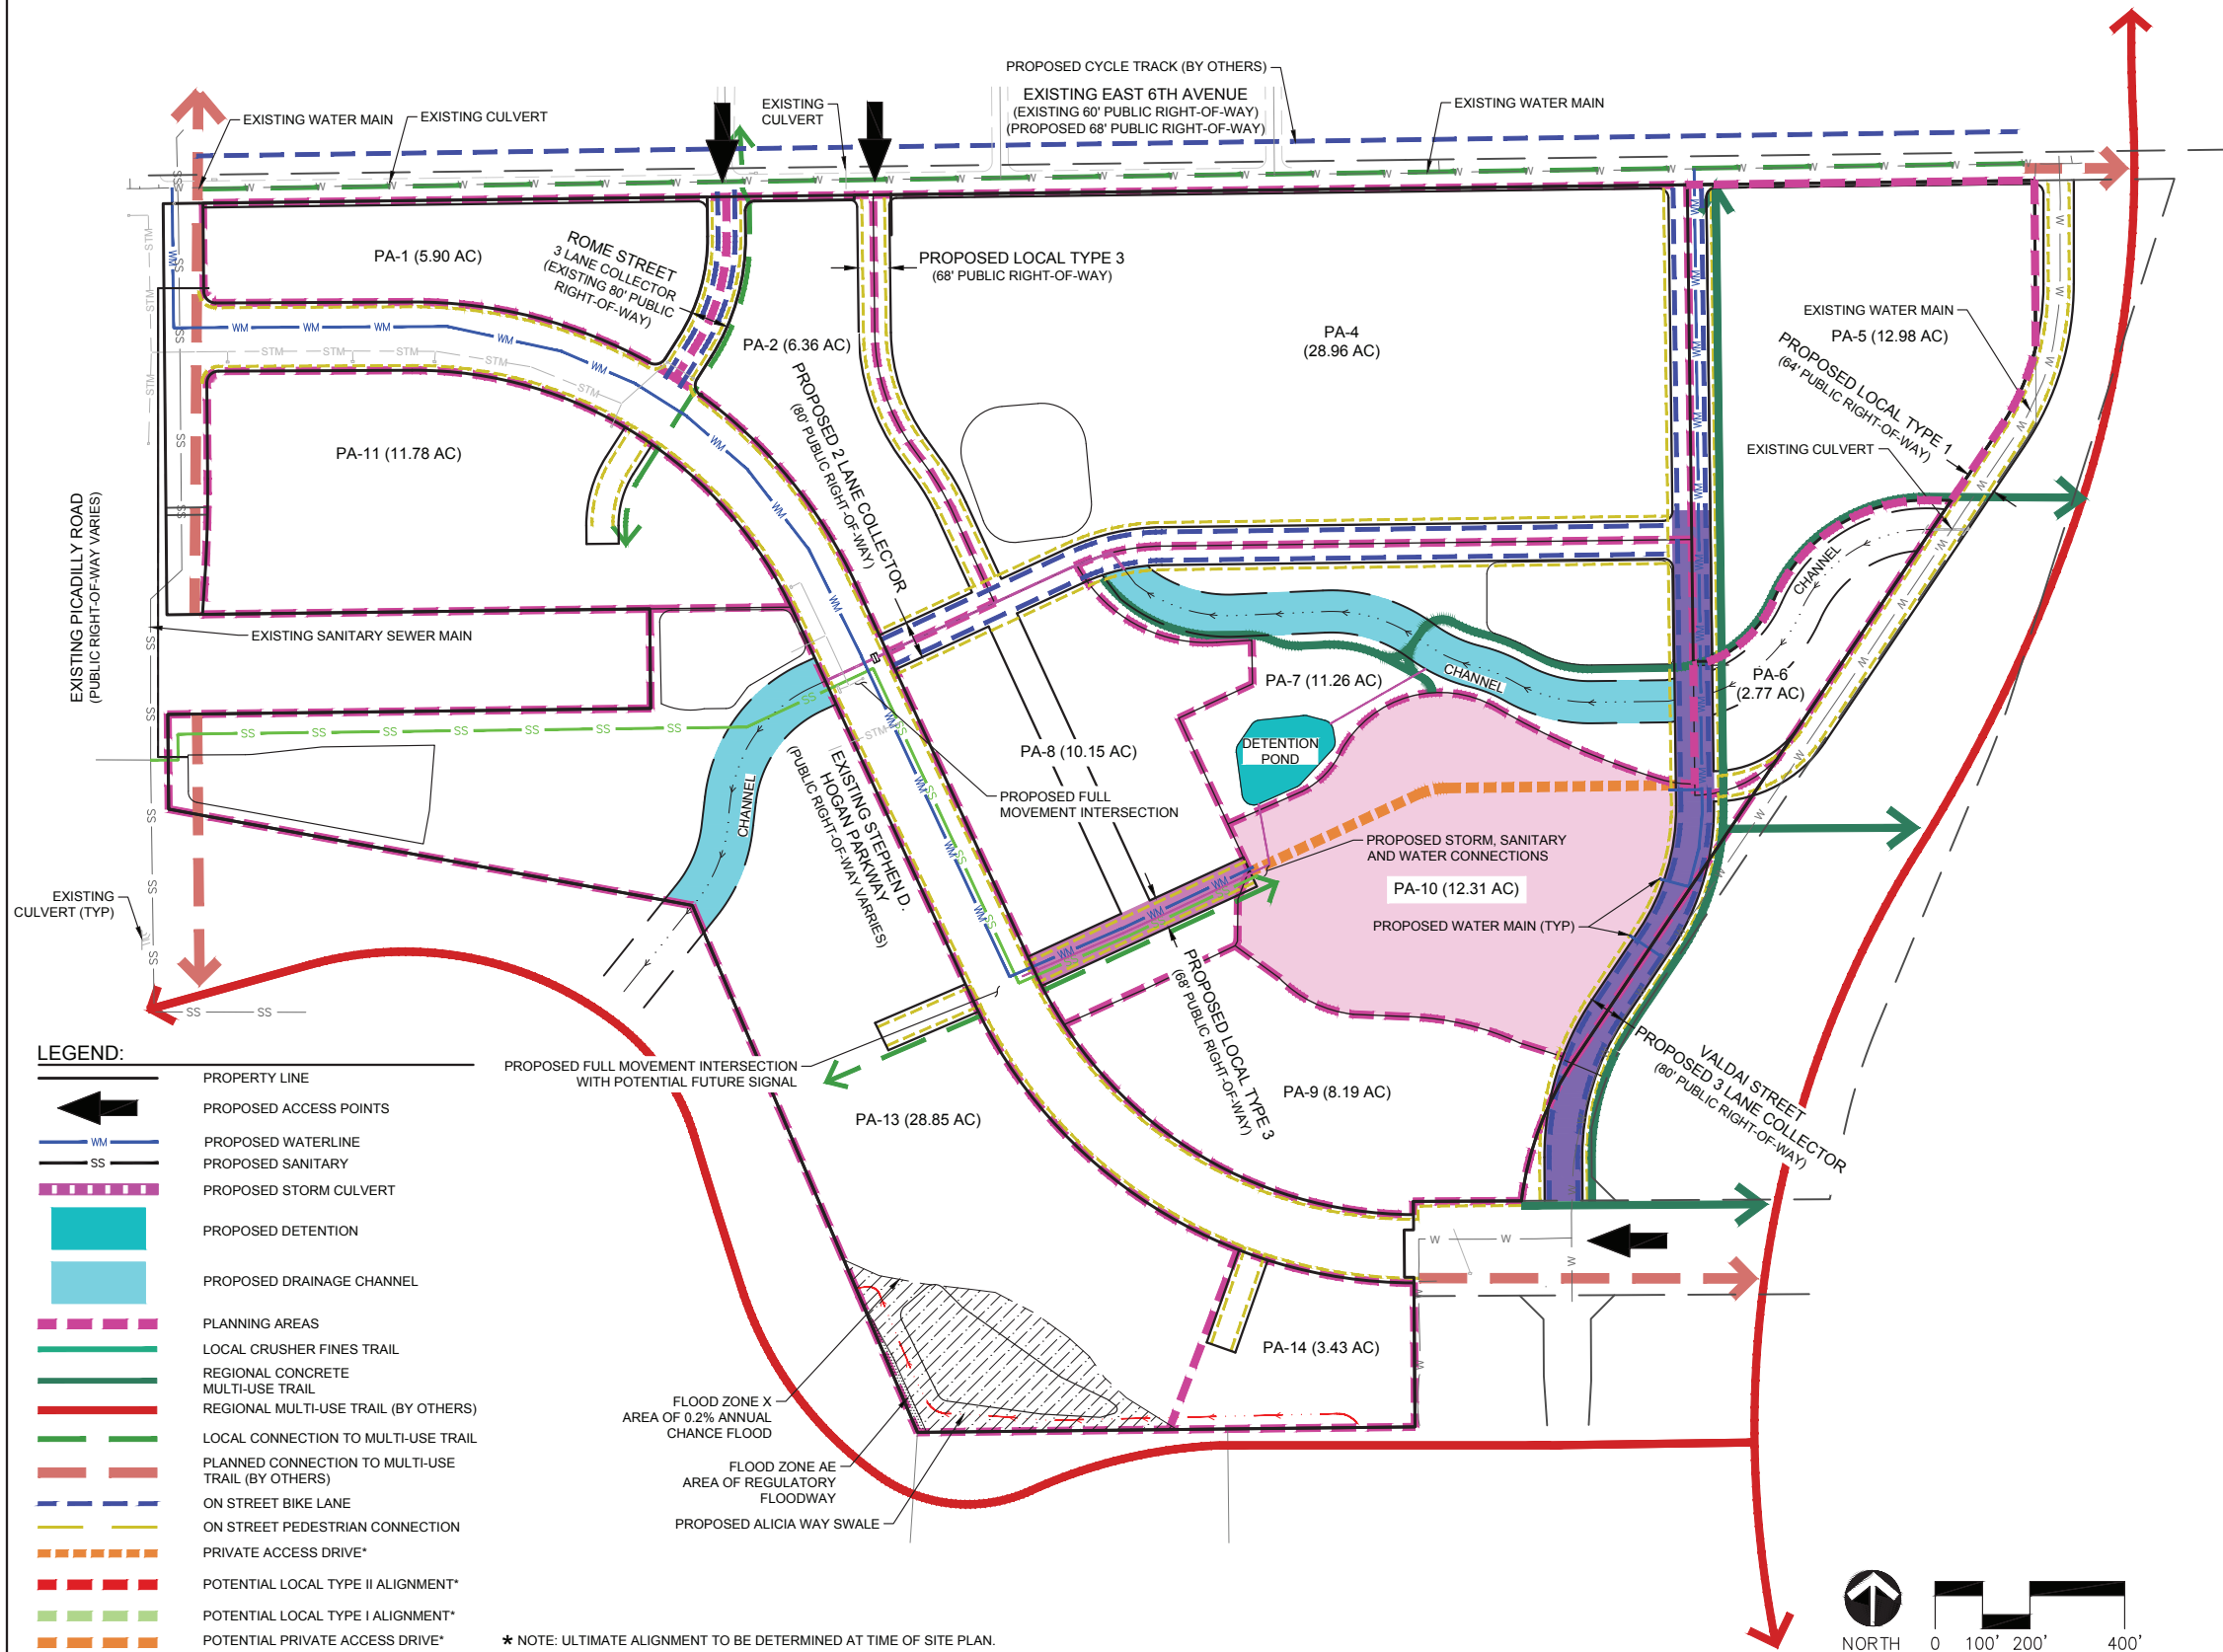 PROPOSED CYCLE TRACK (BY OTHERS)
EXISTING EAST 6TH AVENUE
(EXISTING 60' PUBLIC RIGHT-OF-WAY)
(PROPOSED 68' PUBLIC RIGHT-OF-WAY)
EXISTING WATER MAIN
EXISTING CULVERT
EXISTING
CULVERT
EXISTING WATER MAIN
PA-1 (5.90 AC)
ROME STREET
3 LANE COLLECTOR
(EXISTING 80' PUBLIC
RIGHT-OF-WAY)
PROPOSED LOCAL TYPE 3
(68' PUBLIC RIGHT-OF-WAY)
PA-2 (6.36 AC)
PA-4
(28.96 AC)
EXISTING WATER MAIN
PA-5 (12.98 AC)
PROPOSED LOCAL TYPE 1
(64' PUBLIC RIGHT-OF-WAY)
EXISTING CULVERT
PROPOSED 2 LANE COLLECTOR
(80' PUBLIC RIGHT-OF-WAY)
PA-11 (11.78 AC)
EXISTING PICADILLY ROAD
(PUBLIC RIGHT-OF-WAY VARIES)
EXISTING SANITARY SEWER MAIN
CHANNEL
CHANNEL
PA-6
(2.77 AC)
PA-7 (11.26 AC)
DETENTION
POND
PA-8 (10.15 AC)
CHANNEL
EXISTING STEPHEN D.
HOGAN PARKWAY
(PUBLIC RIGHT-OF-WAY VARRIES)
PROPOSED FULL
MOVEMENT INTERSECTION
PROPOSED STORM, SANITARY
AND WATER CONNECTIONS
PA-10 (12.31 AC)
PROPOSED WATER MAIN (TYP)
EXISTING
CULVERT (TYP)
PROPOSED LOCAL TYPE 3
(68' PUBLIC RIGHT-OF-WAY)
VALDAI STREET
PROPOSED 3 LANE COLLECTOR
(80' PUBLIC RIGHT-OF-WAY)
PROPOSED FULL MOVEMENT INTERSECTION
WITH POTENTIAL FUTURE SIGNAL
PA-13 (28.85 AC)
PA-9 (8.19 AC)
PA-14 (3.43 AC)
FLOOD ZONE X
AREA OF 0.2% ANNUAL
CHANCE FLOOD
FLOOD ZONE AE
AREA OF REGULATORY
FLOODWAY
PROPOSED ALICIA WAY SWALE
LEGEND:
PROPERTY LINE
PROPOSED ACCESS POINTS
WM PROPOSED WATERLINE
SS PROPOSED SANITARY
PROPOSED STORM CULVERT
PROPOSED DETENTION
PROPOSED DRAINAGE CHANNEL
PLANNING AREAS
LOCAL CRUSHER FINES TRAIL
REGIONAL CONCRETE
MULTI-USE TRAIL
REGIONAL MULTI-USE TRAIL (BY OTHERS)
LOCAL CONNECTION TO MULTI-USE TRAIL
PLANNED CONNECTION TO MULTI-USE
TRAIL (BY OTHERS)
ON STREET BIKE LANE
ON STREET PEDESTRIAN CONNECTION
PRIVATE ACCESS DRIVE*
POTENTIAL LOCAL TYPE II ALIGNMENT*
POTENTIAL LOCAL TYPE I ALIGNMENT*
POTENTIAL PRIVATE ACCESS DRIVE*
* NOTE: ULTIMATE ALIGNMENT TO BE DETERMINED AT TIME OF SITE PLAN.
NORTH
0 100' 200' 400'